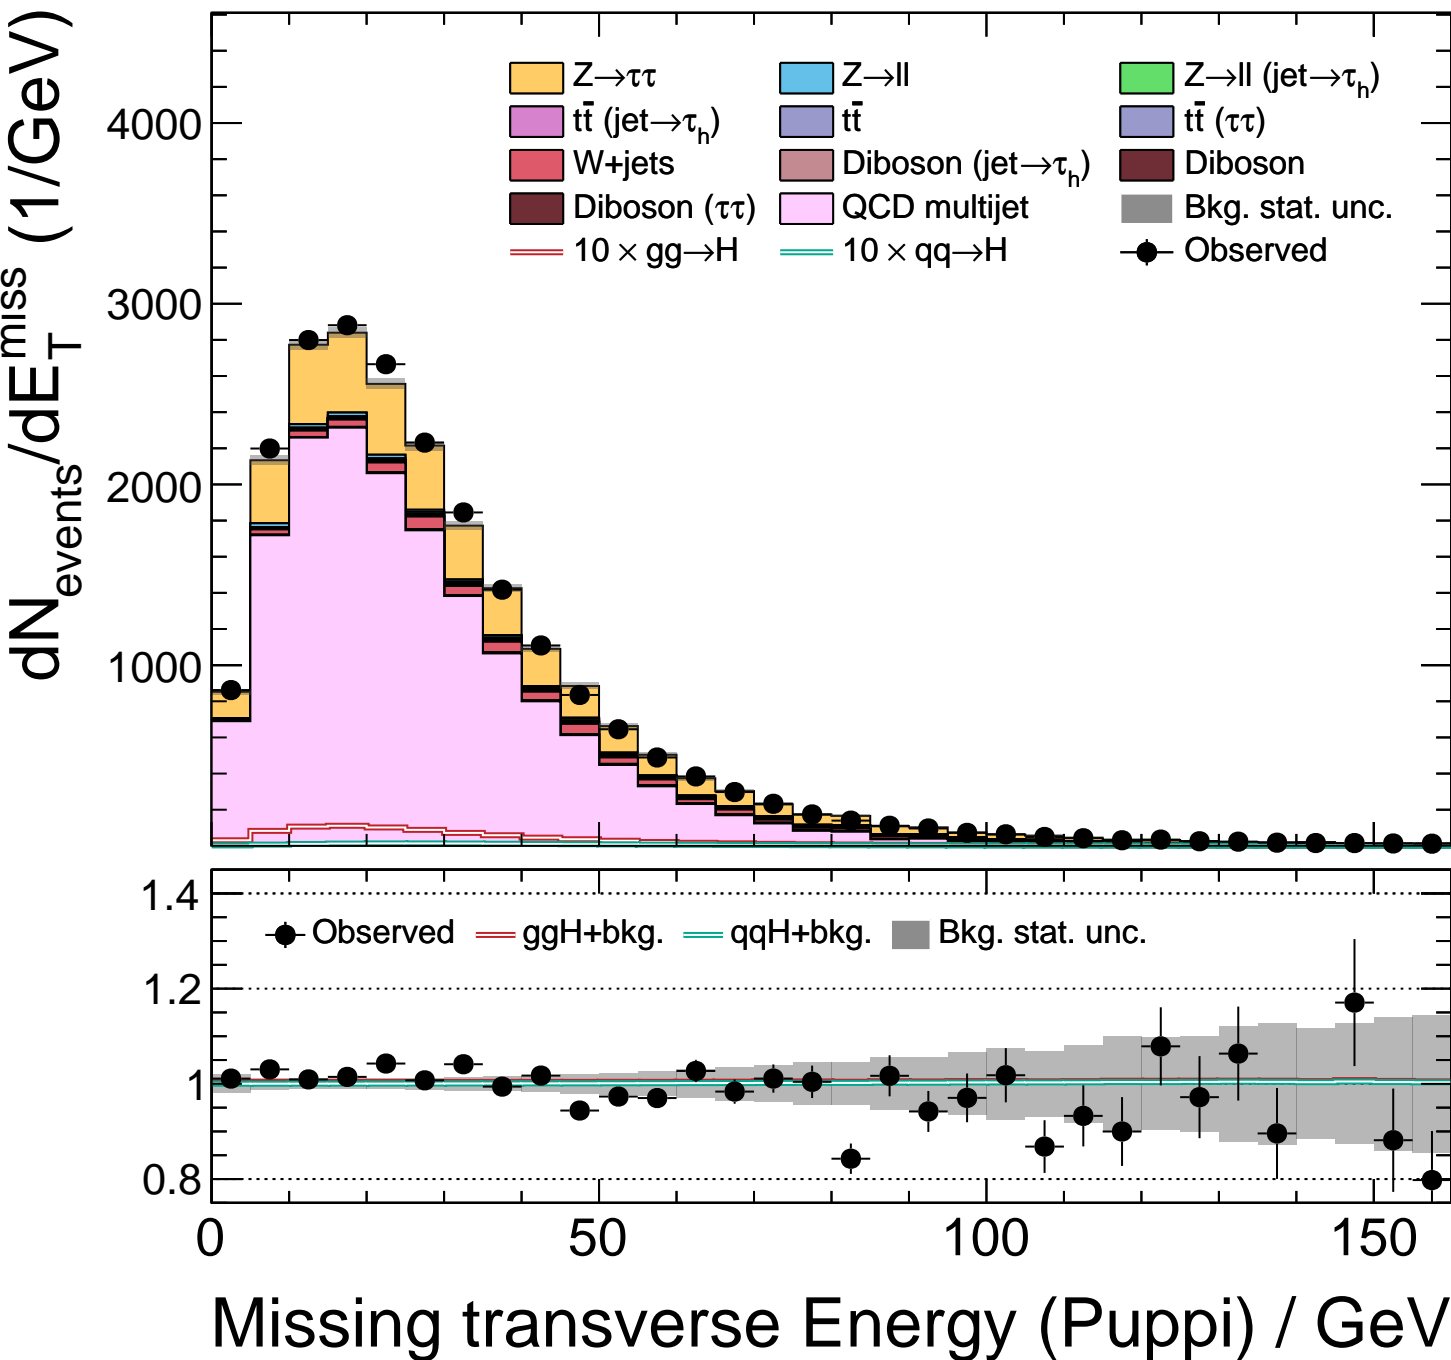 dN_events/dE_T^miss (1/GeV)
4000
3000
2000
1000
Z→ττ Z→ll Z→ll (jet→τ_h)
tt̄ (jet→τ_h) tt̄ tt̄ (ττ)
W+jets Diboson (jet→τ_h) Diboson
Diboson (ττ) QCD multijet Bkg. stat. unc.
10 × gg→H 10 × qq→H Observed
1.4
1.2
1
0.8
Observed ggH+bkg. qqH+bkg. Bkg. stat. unc.
0 50 100 150
Missing transverse Energy (Puppi) / GeV